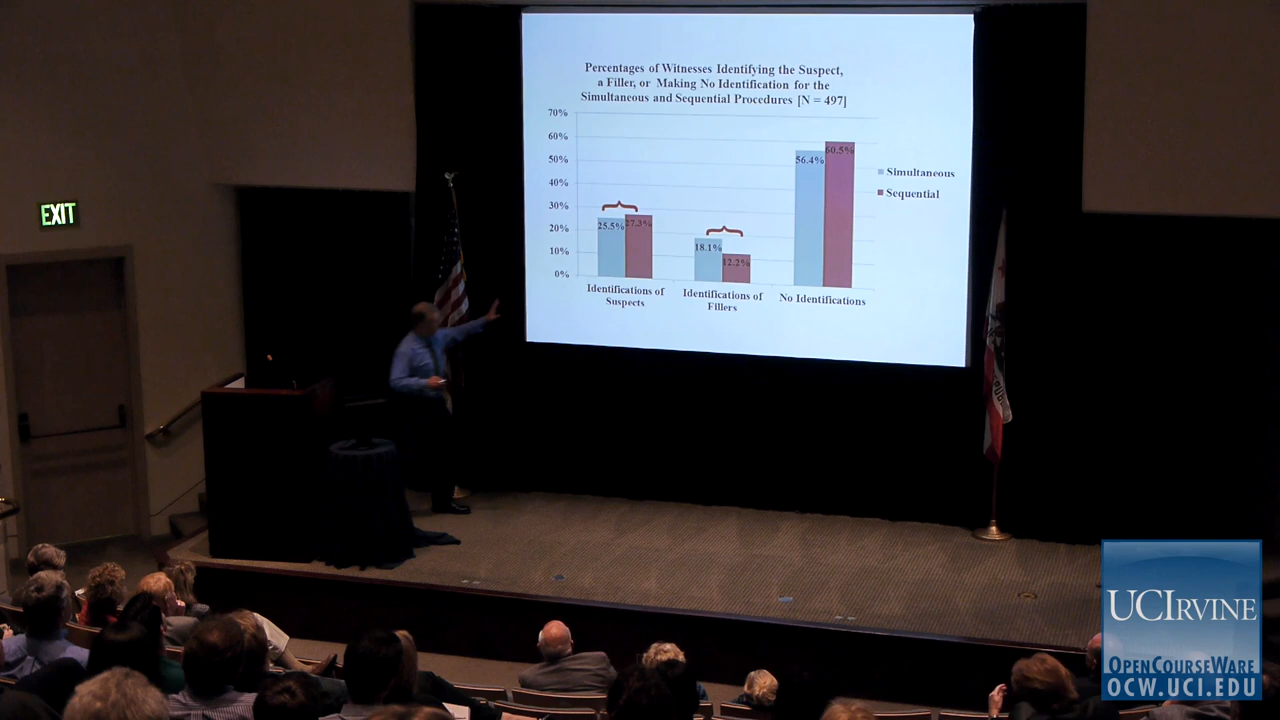 Percentages of Witnesses Identifying the Suspect,
a Filler, or Making No Identification for the
Simultaneous and Sequential Procedures [N = 497]
70%
60%
50%
40%
30%
20%
10%
0%
25.5%
27.3%
18.1%
12.2%
56.4%
60.5%
Simultaneous
Sequential
Identifications of
Suspects
Identifications of
Fillers
No Identifications
EXIT
UCIRVINE
OPENCOURSEWARE
OCW.UCI.EDU